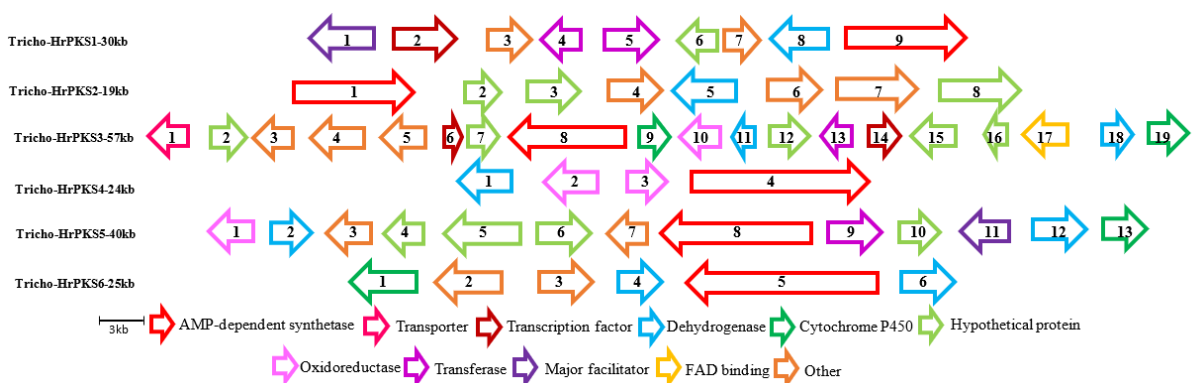 Tricho-HrPKS1-30kb 1 2 3 4 5 6 7 8 9
Tricho-HrPKS2-19kb 1 2 3 4 5 6 7 8
Tricho-HrPKS3-57kb 1 2 3 4 5 6 7 8 9 10 11 12 13 14 15 16 17 18 19
Tricho-HrPKS4-24kb 1 2 3 4
Tricho-HrPKS5-40kb 1 2 3 4 5 6 7 8 9 10 11 12 13
Tricho-HrPKS6-25kb 1 2 3 4 5 6
3kb AMP-dependent synthetase Transporter Transcription factor Dehydrogenase Cytochrome P450 Hypothetical protein
Oxidoreductase Transferase Major facilitator FAD binding Other